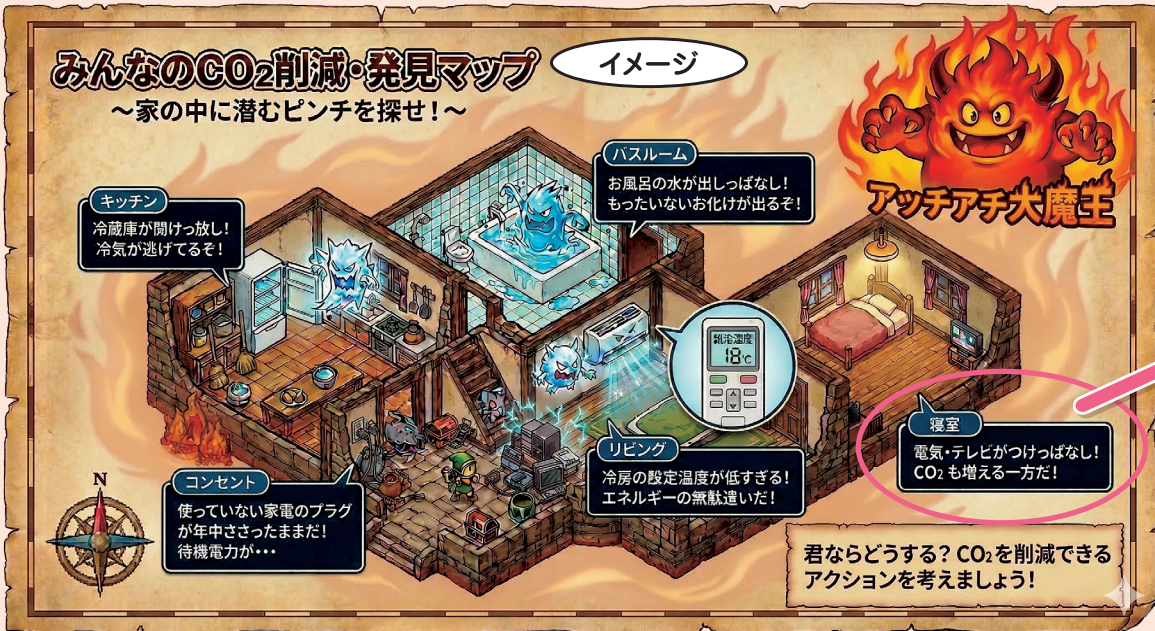 みんなのCO2削減・発見マップ
イメージ
〜家の中に潜むピンチを探せ！〜
アッチアチ大魔王
バスルーム
お風呂の水が出しっぱなし！
もったいないお化けが出るぞ！
キッチン
冷蔵庫が開けっ放し！
冷気が逃げてるぞ！
18℃
寝室
電気・テレビがつけっぱなし！
CO2も増える一方だ！
リビング
冷房の設定温度が低すぎる！
エネルギーの無駄遣いだ！
コンセント
使っていない家電のプラグ
が年中ささったままだ！
待機電力が・・・
N
君ならどうする？CO2を削減できる
アクションを考えましょう！